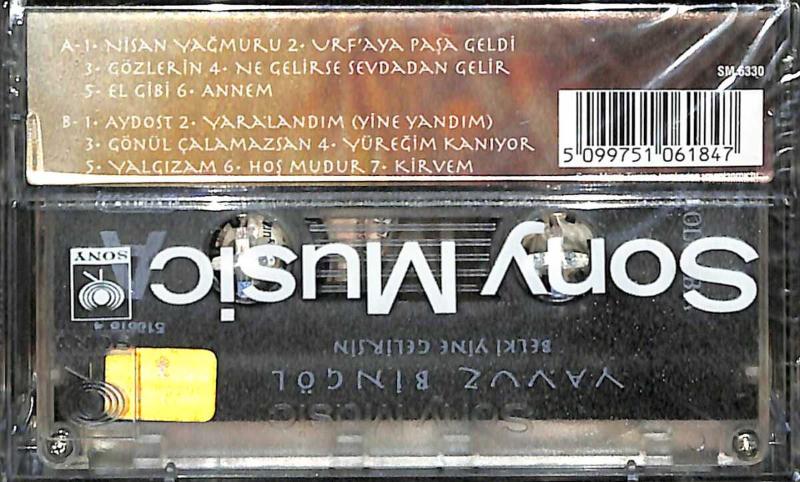 A-1• NİSAN YAĞMURU 2• URF'AYA PAŞA GELDİ
3• GÖZLERİN 4• NE GELİRSE SEVDADAN GELİR
5• EL GİBİ 6• ANNEM
SM 6330
B-1• AYDOST 2• YARALANDIM (YİNE YANDIM)
3• GÖNÜL ÇALAMAZSAN 4• YÜREĞİM KANIYOR
5• YALGIZAM 6• HOŞ MUDUR 7• KİRVEM
5 099751 061847
Sony Music
SONY
A
BELKİ YİNE GELİRSİN
YAVUZ BİNGÖL
Sony Music